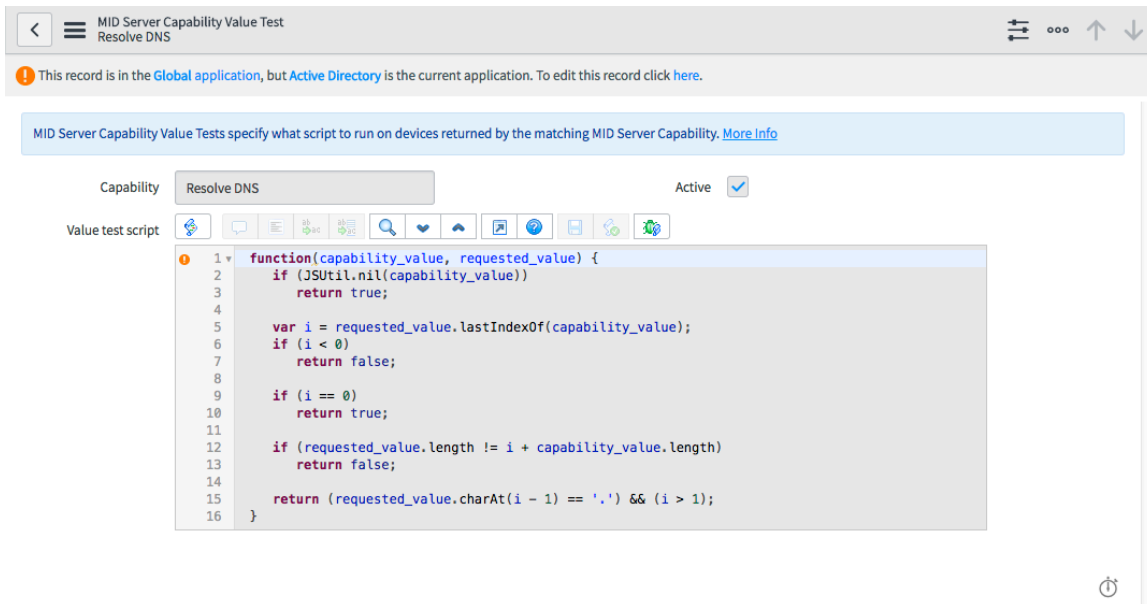 MID Server Capability Value Test
Resolve DNS
This record is in the Global application, but Active Directory is the current application. To edit this record click here.
MID Server Capability Value Tests specify what script to run on devices returned by the matching MID Server Capability. More Info
Capability
Resolve DNS
Active
Value test script
1 function(capability_value, requested_value) {
2 if (JSUtil.nil(capability_value))
3 return true;
4
5 var i = requested_value.lastIndexOf(capability_value);
6 if (i < 0)
7 return false;
8
9 if (i == 0)
10 return true;
11
12 if (requested_value.length != i + capability_value.length)
13 return false;
14
15 return (requested_value.charAt(i - 1) == '.') && (i > 1);
16 }